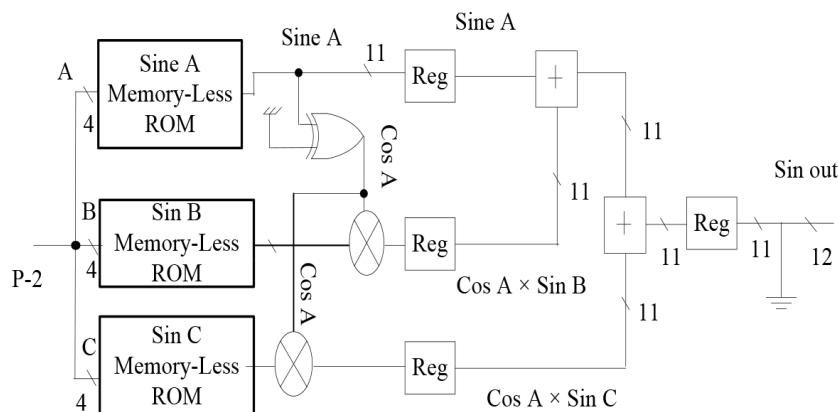 Sine A
Sine A
A
4
Sine A
Memory-Less
ROM
11
Reg
+
Cos A
11
11
Sin out
P-2
B
4
Sin B
Memory-Less
ROM
Reg
+
11
Reg
11
12
Cos A
Cos A × Sin B
11
C
4
Sin C
Memory-Less
ROM
Reg
Cos A × Sin C